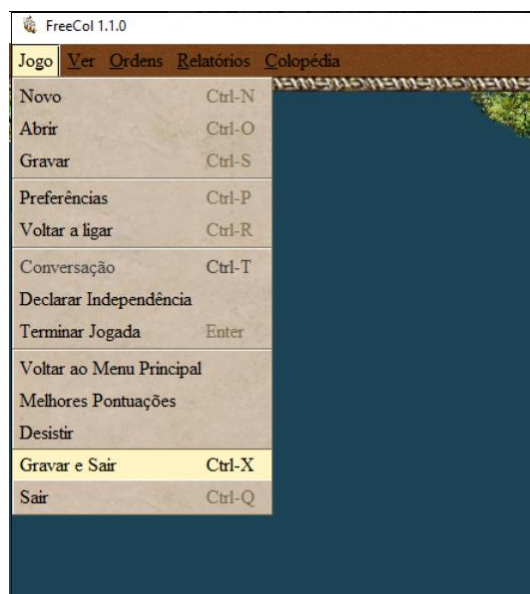 FreeCol 1.1.0
Jogo Ver Ordens Relatórios Colopédia
Novo Ctrl-N
Abrir Ctrl-O
Gravar Ctrl-S
Preferências Ctrl-P
Voltar a ligar Ctrl-R
Conversação Ctrl-T
Declarar Independência
Terminar Jogada Enter
Voltar ao Menu Principal
Melhores Pontuações
Desistir
Gravar e Sair Ctrl-X
Sair Ctrl-Q